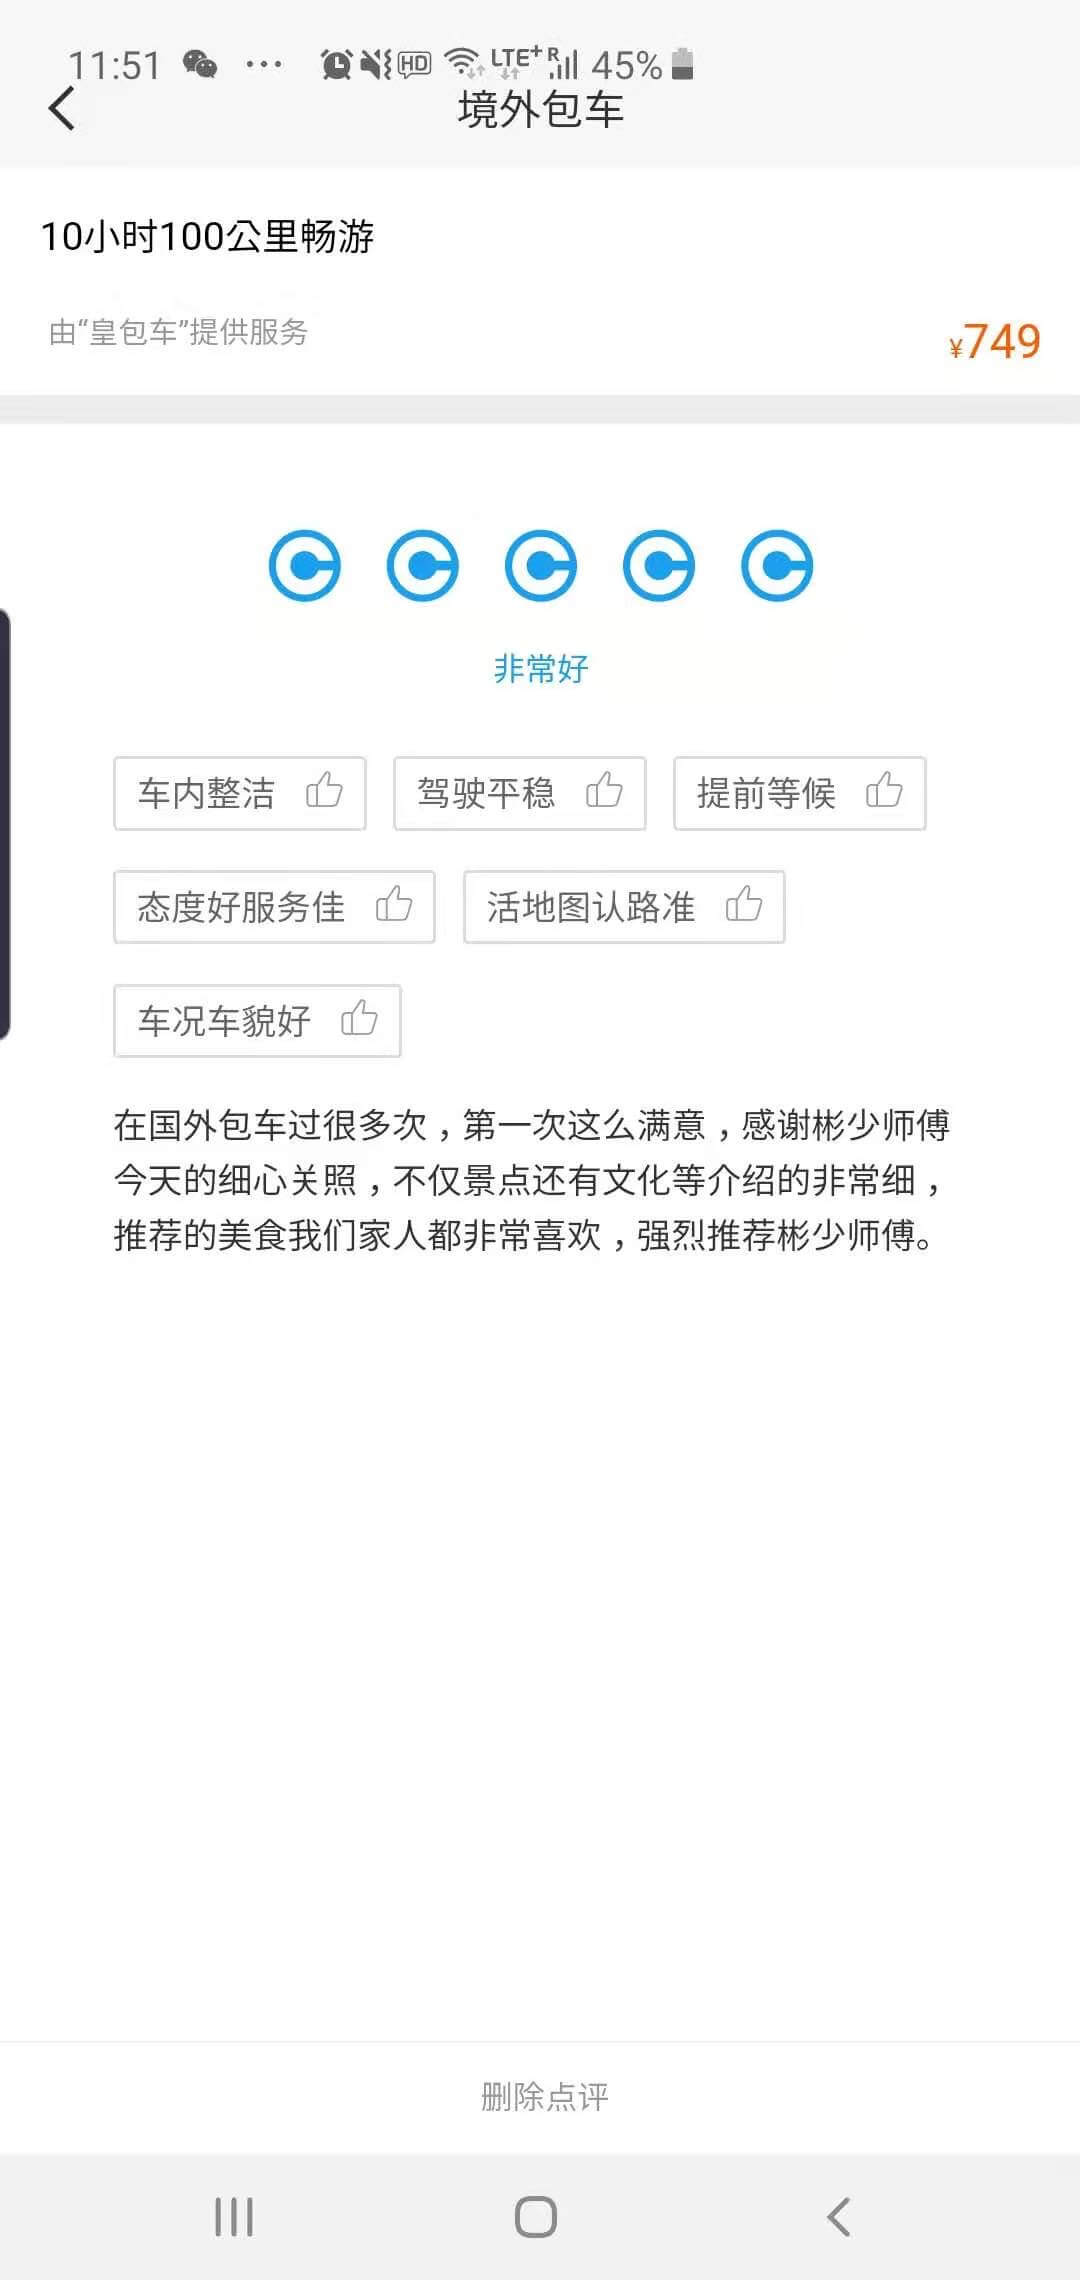 11:51 ··· HD LTE+ R 45%
境外包车
10小时100公里畅游
由“皇包车”提供服务
¥749
非常好
车内整洁 驾驶平稳 提前等候
态度好服务佳 活地图认路准
车况车貌好
在国外包车过很多次，第一次这么满意，感谢彬少师傅
今天的细心关照，不仅景点还有文化等介绍的非常细，
推荐的美食我们家人都非常喜欢，强烈推荐彬少师傅。
删除点评